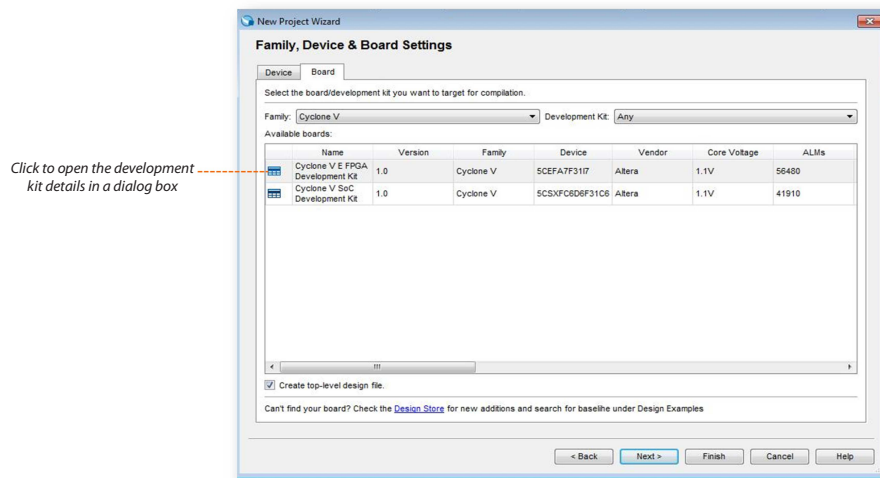 New Project Wizard
Family, Device & Board Settings
Device Board
Select the board/development kit you want to target for compilation.
Family: Cyclone V Development Kit: Any
Available boards:
Name Version Family Device Vendor Core Voltage ALMs
Click to open the development
kit details in a dialog box
Cyclone V E FPGA
Development Kit 1.0 Cyclone V 5CEFA7F31I7 Altera 1.1V 56480
Cyclone V SoC
Development Kit 1.0 Cyclone V 5CSXFC6D6F31C6 Altera 1.1V 41910
Create top-level design file.
Can't find your board? Check the Design Store for new additions and search for baselihe under Design Examples
< Back Next > Finish Cancel Help